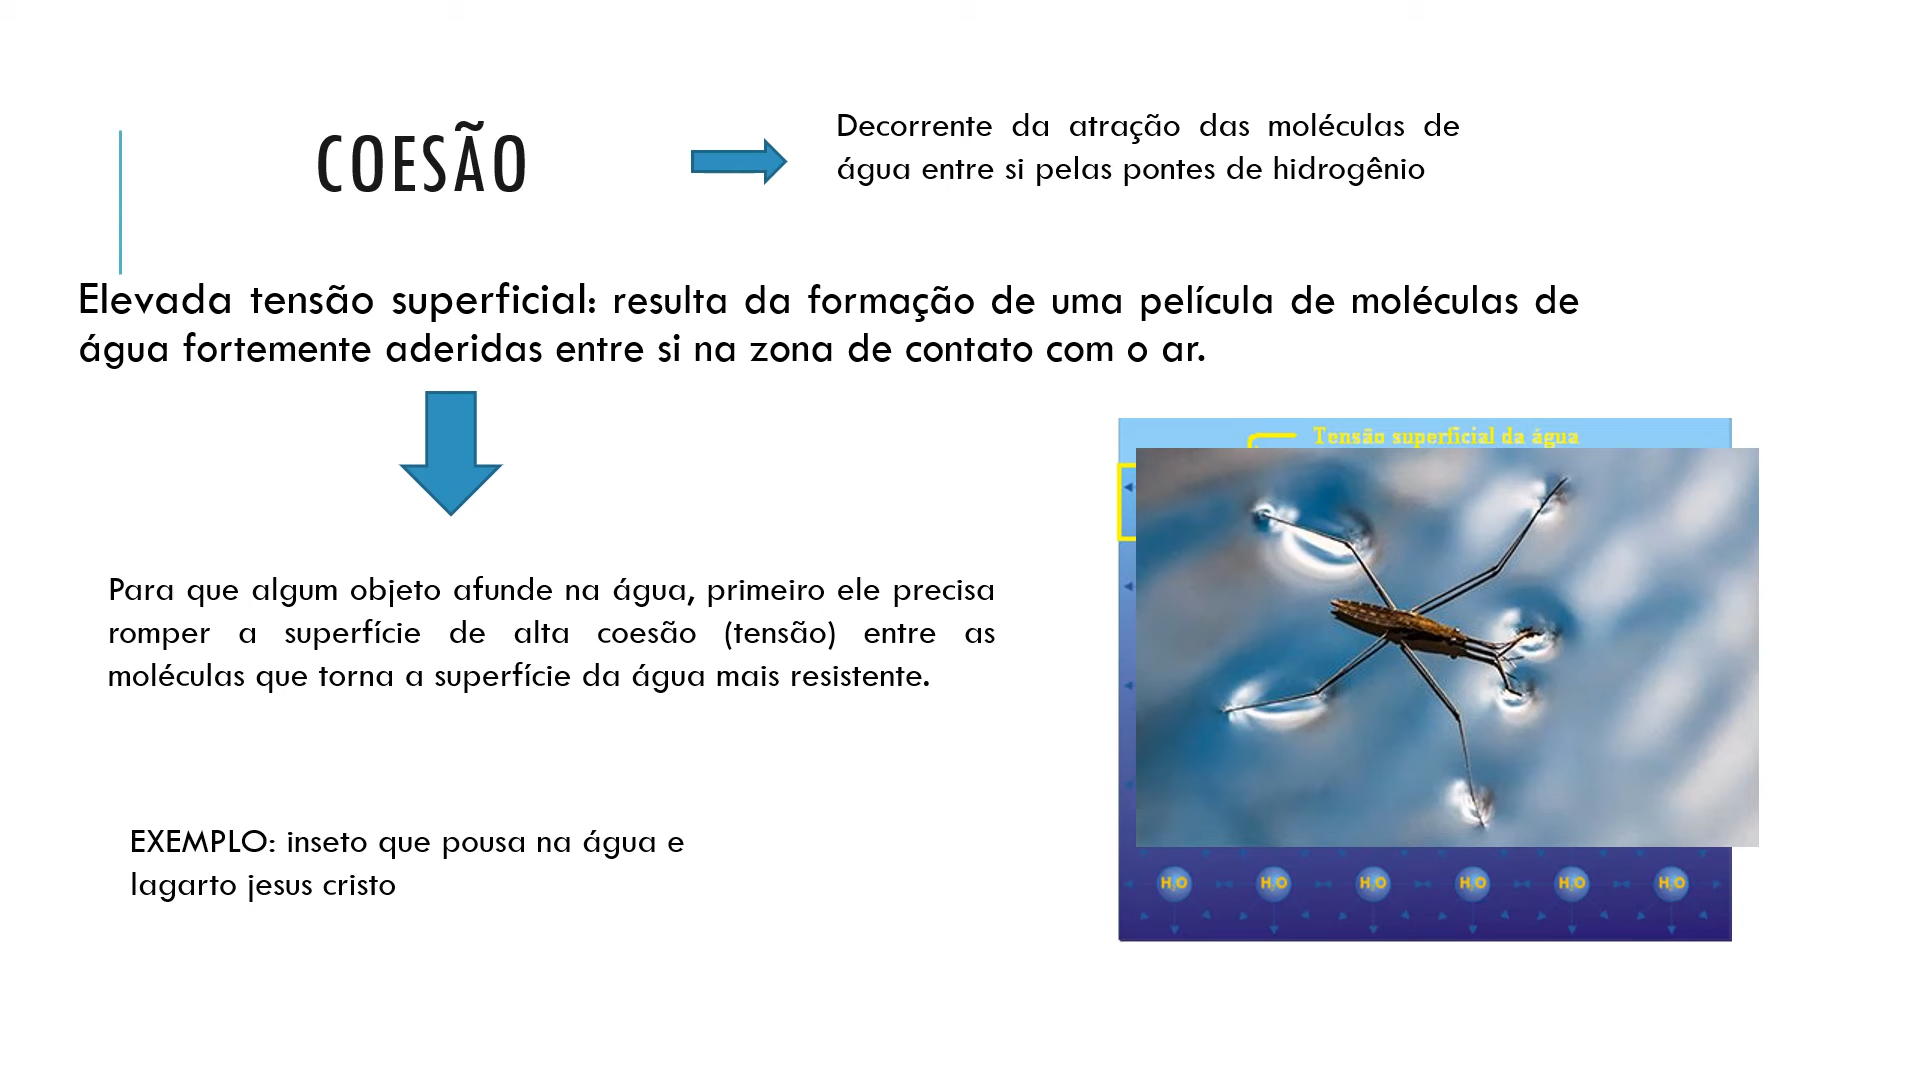 COESÃO
Decorrente da atração das moléculas de
água entre si pelas pontes de hidrogênio
Elevada tensão superficial: resulta da formação de uma película de moléculas de
água fortemente aderidas entre si na zona de contato com o ar.
Tensão superficial da água
Para que algum objeto afunde na água, primeiro ele precisa
romper a superfície de alta coesão (tensão) entre as
moléculas que torna a superfície da água mais resistente.
EXEMPLO: inseto que pousa na água e
lagarto jesus cristo
H₂O H₂O H₂O H₂O H₂O H₂O